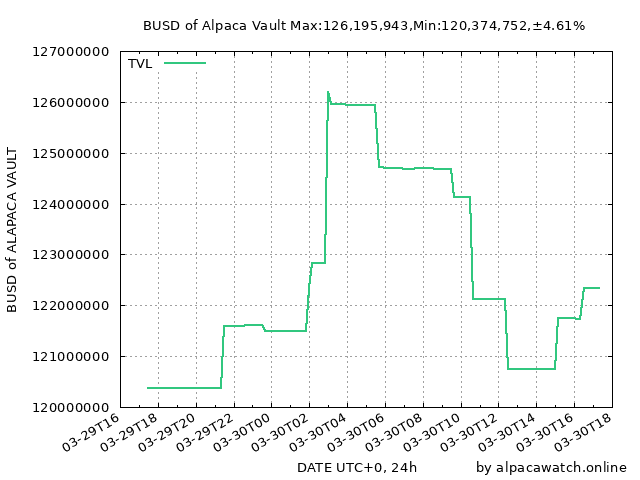 BUSD of Alpaca Vault Max:126,195,943,Min:120,374,752,±4.61%
TVL
127000000
126000000
125000000
124000000
123000000
122000000
121000000
120000000
BUSD of ALAPACA VAULT
03-29T16
03-29T18
03-29T20
03-29T22
03-30T00
03-30T02
03-30T04
03-30T06
03-30T08
03-30T10
03-30T12
03-30T14
03-30T16
03-30T18
DATE UTC+0, 24h
by alpacawatch.online